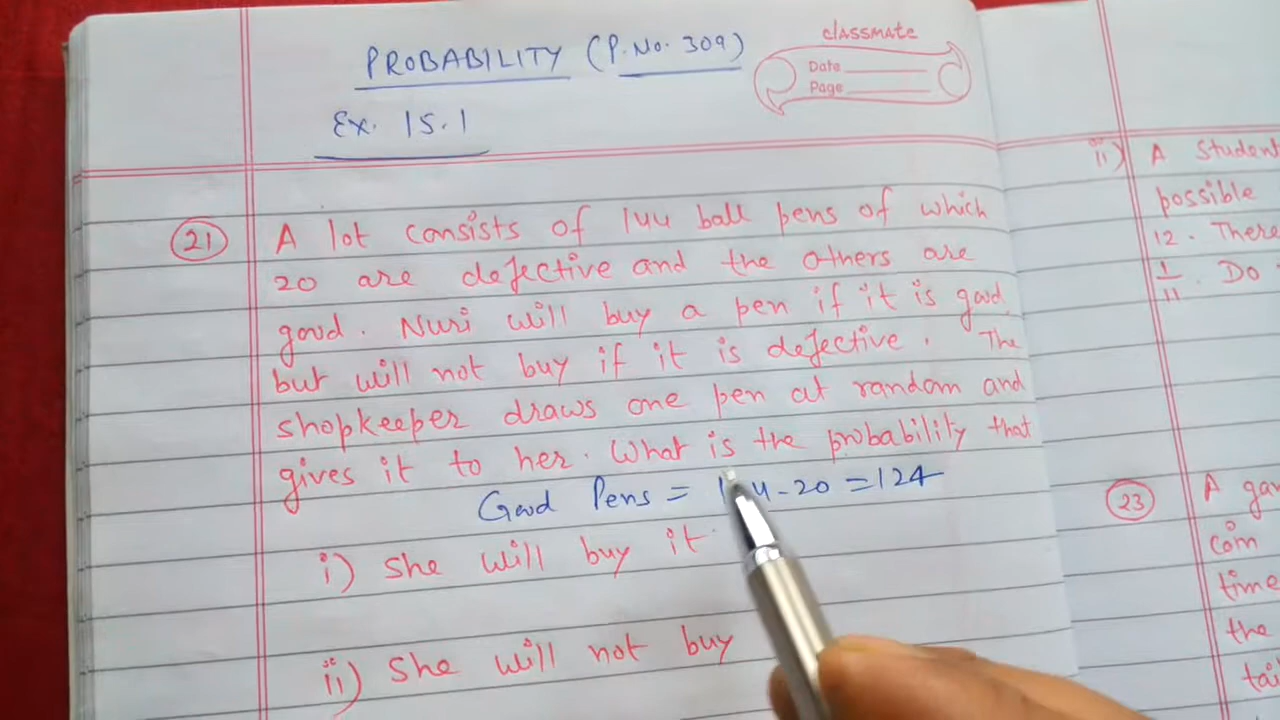 PROBABILITY (P.No. 309)
classmate
Date
Page
Ex. 15.1
21 A lot consists of 144 ball pens of which
20 are defective and the others are
good. Nuri will buy a pen if it is good
but will not buy if it is defective. The
shopkeeper draws one pen at random and
gives it to her. What is the probability that
Good Pens = 144-20 =124
i) She will buy it
ii) She will not buy
ii) A Student
possible
12. There
1/11. Do
23 A
Coin
time
the
tai